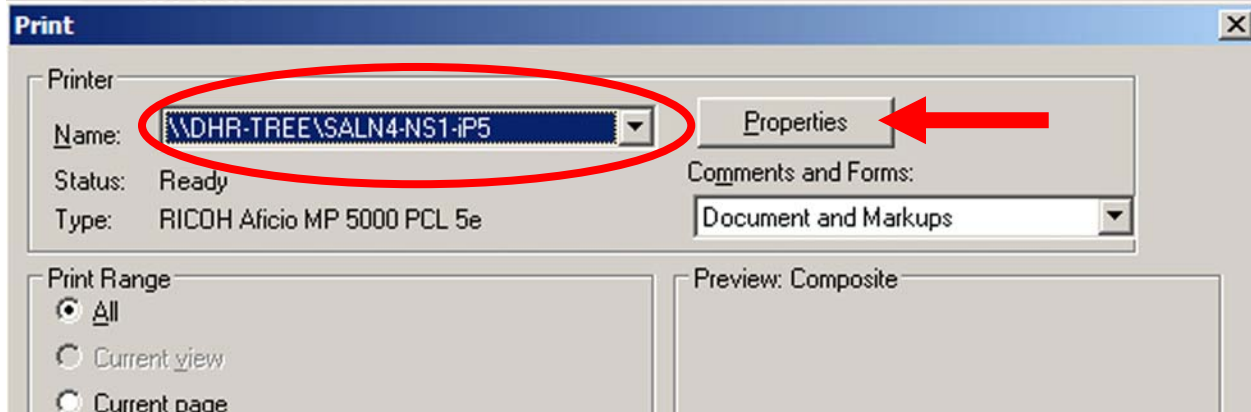 Print
Printer
Name: \\DHR-TREE\SALN4-NS1-iP5
Properties
Status: Ready
Comments and Forms:
Type: RICOH Aficio MP 5000 PCL 5e
Document and Markups
Print Range
Preview: Composite
All
Current view
Current page